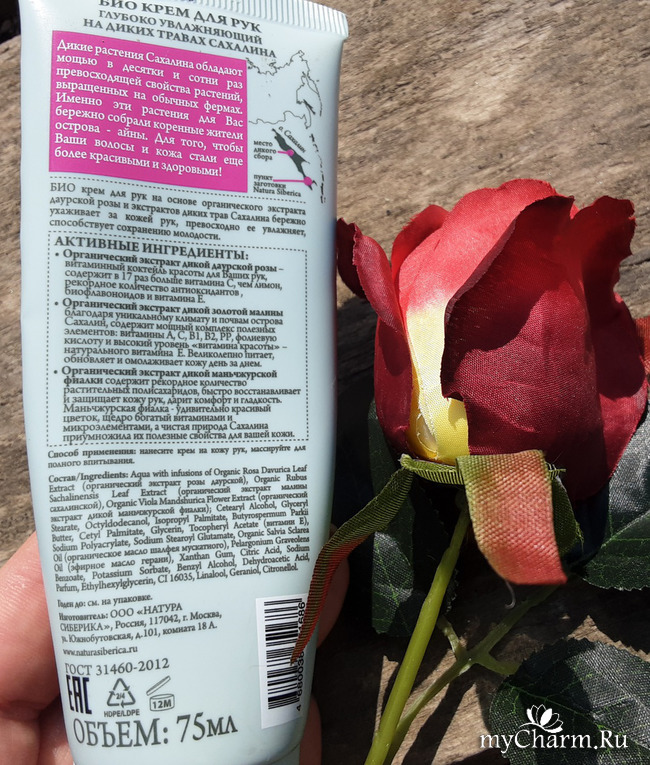 БИО КРЕМ ДЛЯ РУК
ГЛУБОКО УВЛАЖНЯЮЩИЙ
НА ДИКИХ ТРАВАХ САХАЛИНА
Дикие растения Сахалина обладают
мощью в десятки и сотни раз
превосходящей свойства растений,
выращенных на обычных фермах.
Именно эти растения для Вас
бережно собрали коренные жители
острова - айны. Для того, чтобы
Ваши волосы и кожа стали еще
более красивыми и здоровыми!
о. Сахалин
место
дикого
сбора
пункт
заготовки
Natura Siberica
БИО крем для рук на основе органического экстракта
даурской розы и экстрактов диких трав Сахалина бережно
ухаживает за кожей рук, превосходно ее увлажняет,
способствует сохранению молодости.
АКТИВНЫЕ ИНГРЕДИЕНТЫ:
• Органический экстракт дикой даурской розы –
витаминный коктейль красоты для Ваших рук,
содержит в 17 раз больше витамина С, чем лимон,
рекордное количество антиоксидантов,
биофлавоноидов и витамина Е.
• Органический экстракт дикой золотой малины
благодаря уникальному климату и почвам острова
Сахалин, содержит мощный комплекс полезных
элементов: витамины А, С, В1, В2, РР, фолиевую
кислоту и высокий уровень «витамина красоты» –
натурального витамина Е. Великолепно питает,
обновляет и омолаживает кожу день за днем.
• Органический экстракт дикой маньчжурской
фиалки содержит рекордное количество
растительных полисахаридов, быстро восстанавливает
и защищает кожу рук, дарит комфорт и гладкость.
Маньчжурская фиалка - удивительно красивый
цветок, щедро богатый витаминами и
микроэлементами, а чистая природа Сахалина
приумножила их полезные свойства для вашей кожи.
Способ применения: нанесите крем на кожу рук, массируйте для
полного впитывания.
Состав/Ingredients: Aqua with infusions of Organic Rosa Davurica Leaf
Extract (органический экстракт розы даурской), Organic Rubus
Sachalinensis Leaf Extract (органический экстракт малины
сахалинской), Organic Viola Mandshurica Flower Extract (органический
экстракт дикой маньчжурской фиалки); Cetearyl Alcohol, Glyceryl
Stearate, Octyldodecanol, Isopropyl Palmitate, Butyrospermum Parkii
Butter, Cetyl Palmitate, Glycerin, Tocopheryl Acetate (витамин Е),
Sodium Polyacrylate, Sodium Stearoyl Glutamate, Organic Salvia Sclarea
Oil (органическое масло шалфея мускатного), Pelargonium Graveolens
Oil (эфирное масло герани), Xanthan Gum, Citric Acid, Sodium
Benzoate, Potassium Sorbate, Benzyl Alcohol, Dehydroacetic Acid,
Parfum, Ethylhexylglycerin, CI 16035, Linalool, Geraniol, Citronellol.
Годен до: см. на упаковке.
Изготовитель: ООО «НАТУРА
СИБЕРИКА», Россия, 117042, г. Москва,
ул. Южнобутовская, д.101, комната 18 А.
www.naturasiberica.ru
ГОСТ 31460-2012
EAC
2/4
HDPE/LDPE
12M
ОБЪЕМ: 75МЛ
myCharm.Ru